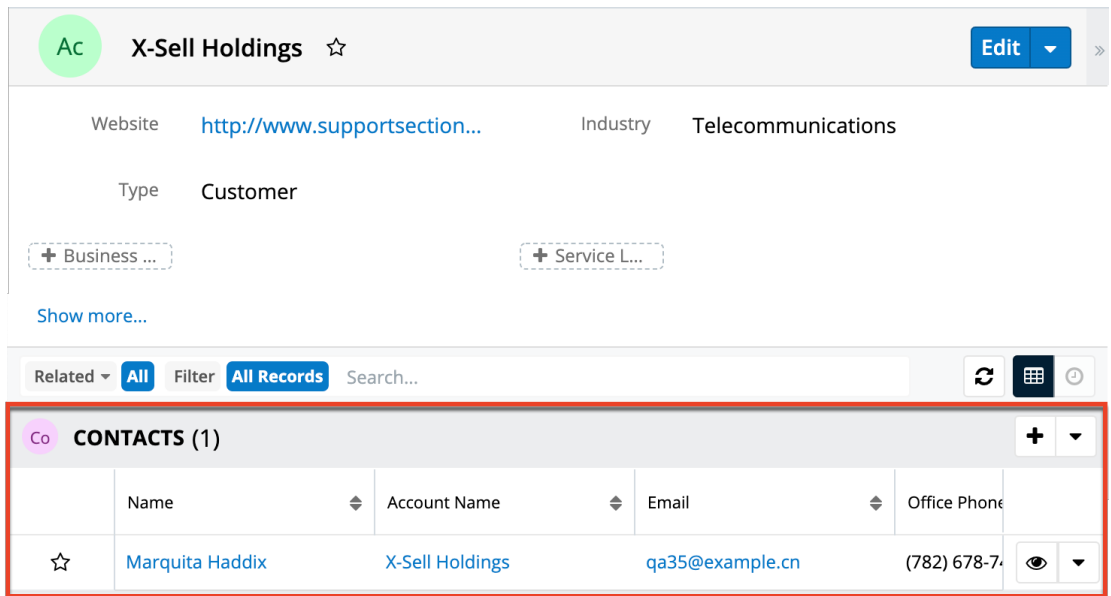 Ac X-Sell Holdings Edit
Website http://www.supportsection... Industry Telecommunications
Type Customer
Business ... Service L...
Show more...
Related All Filter All Records Search...
Co CONTACTS (1)
Name Account Name Email Office Phone
Marquita Haddix X-Sell Holdings qa35@example.cn (782) 678-74